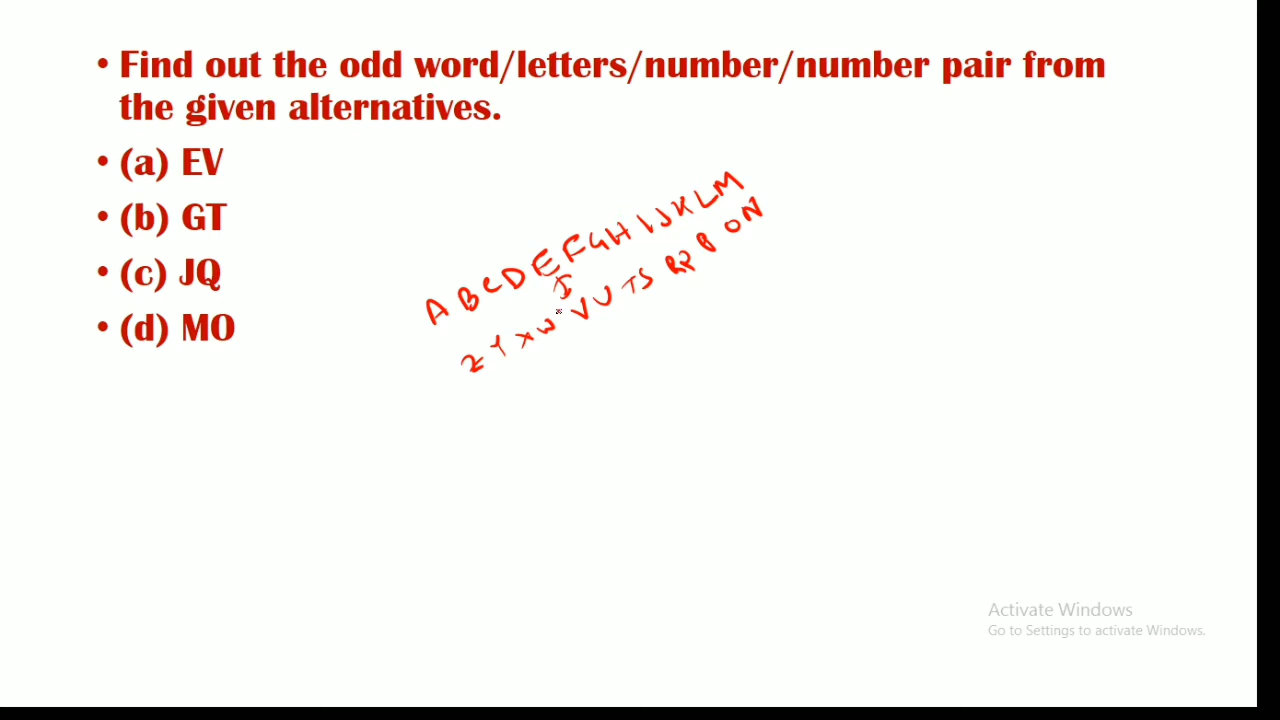 • Find out the odd word/letters/number/number pair from
the given alternatives.
• (a) EV
• (b) GT
• (c) JQ
• (d) MO
A B C D E F G H I J K L M
Z Y X W V U T S R P O N
Activate Windows
Go to Settings to activate Windows.